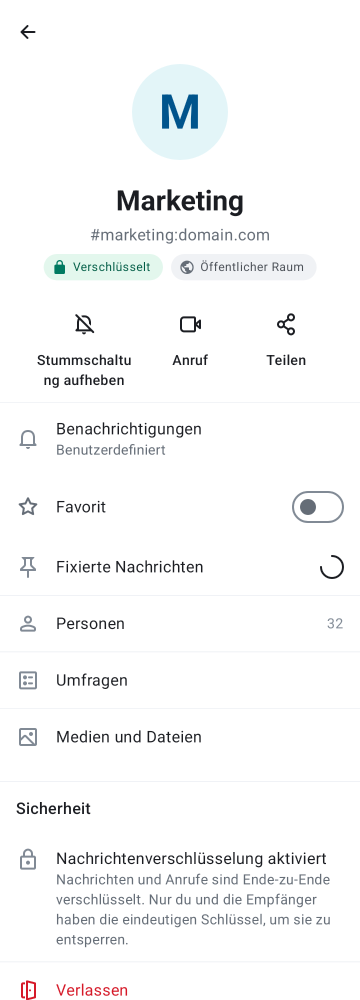 M
Marketing
#marketing:domain.com
Verschlüsselt
Öffentlicher Raum
Stummschaltu
ng aufheben
Anruf
Teilen
Benachrichtigungen
Benutzerdefiniert
Favorit
Fixierte Nachrichten
Personen
32
Umfragen
Medien und Dateien
Sicherheit
Nachrichtenverschlüsselung aktiviert
Nachrichten und Anrufe sind Ende-zu-Ende
verschlüsselt. Nur du und die Empfänger
haben die eindeutigen Schlüssel, um sie zu
entsperren.
Verlassen